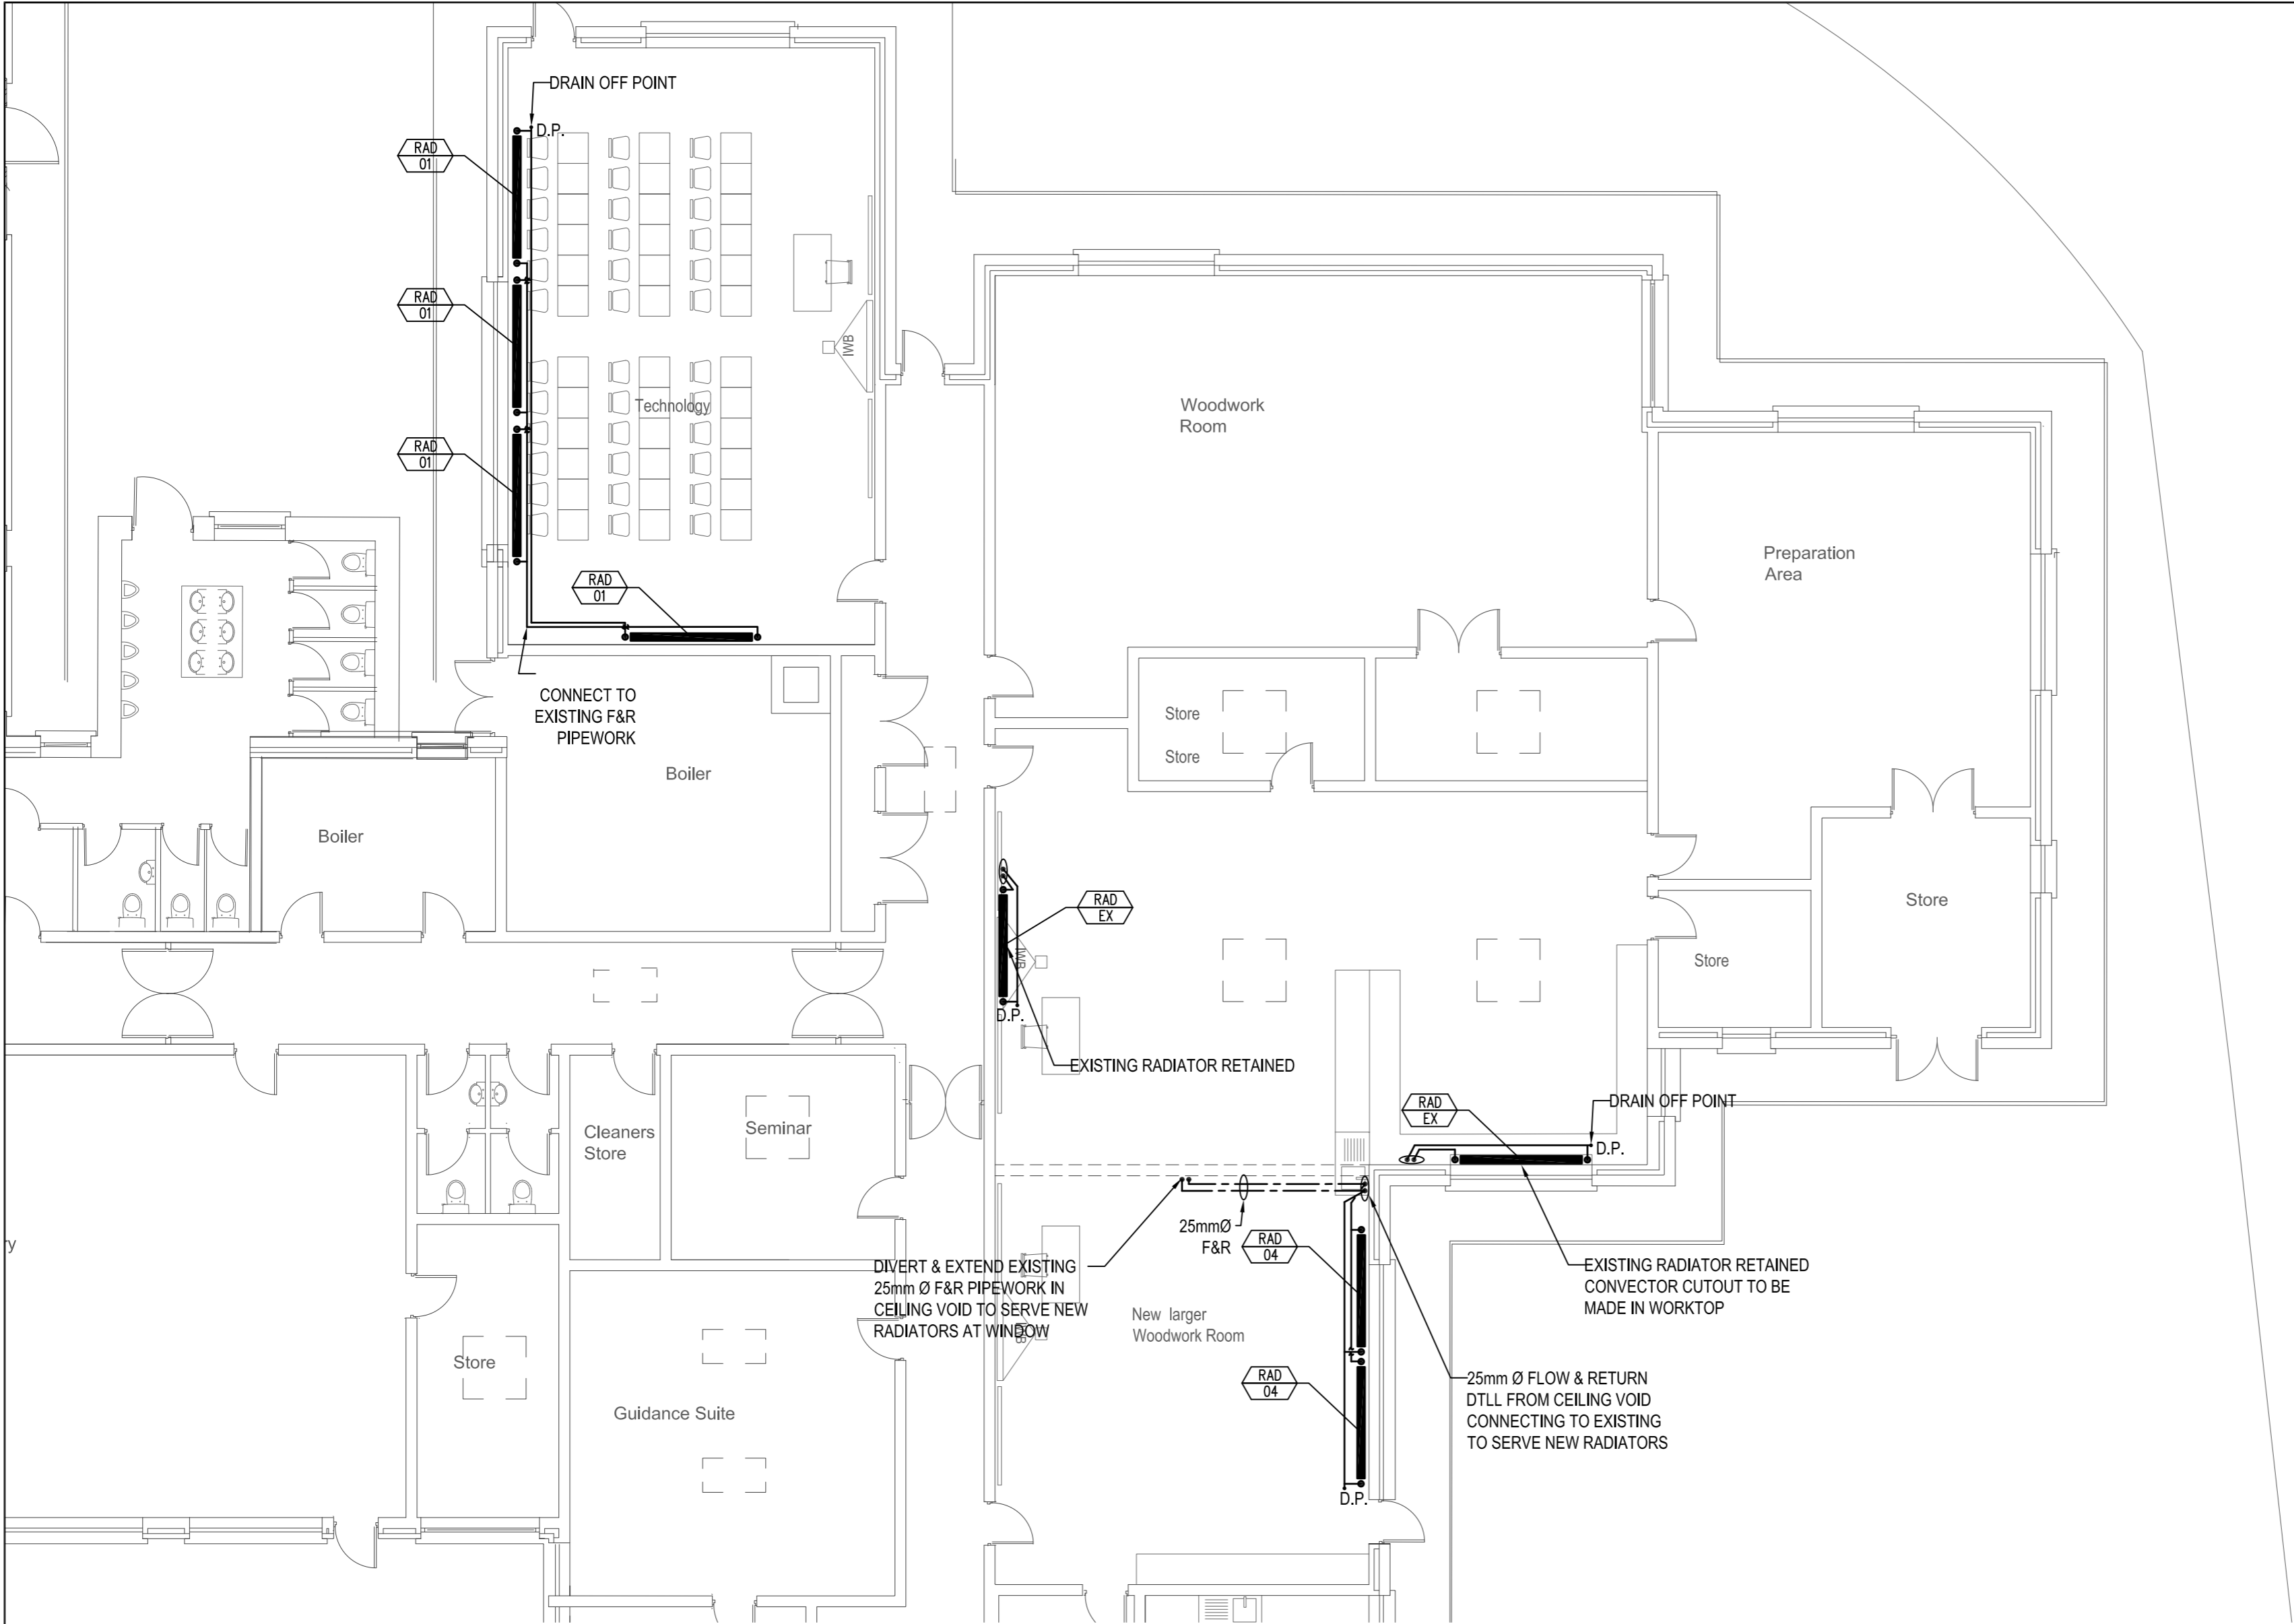 DRAIN OFF POINT
D.P.
RAD
01
RAD
01
IWB
Technology
Woodwork
Room
RAD
01
Preparation
Area
RAD
01
CONNECT TO
EXISTING F&R
PIPEWORK
Store
Store
Boiler
Boiler
RAD
EX
Store
IWB
Store
D.P.
EXISTING RADIATOR RETAINED
RAD
EX
DRAIN OFF POINT
D.P.
Cleaners
Store
Seminar
25mmØ
F&R
RAD
04
ry
DIVERT & EXTEND EXISTING
25mm Ø F&R PIPEWORK IN
CEILING VOID TO SERVE NEW
RADIATORS AT WINDOW
EXISTING RADIATOR RETAINED
CONVECTOR CUTOUT TO BE
MADE IN WORKTOP
New larger
Woodwork Room
IWB
Store
RAD
04
25mm Ø FLOW & RETURN
DTLL FROM CEILING VOID
CONNECTING TO EXISTING
TO SERVE NEW RADIATORS
Guidance Suite
D.P.